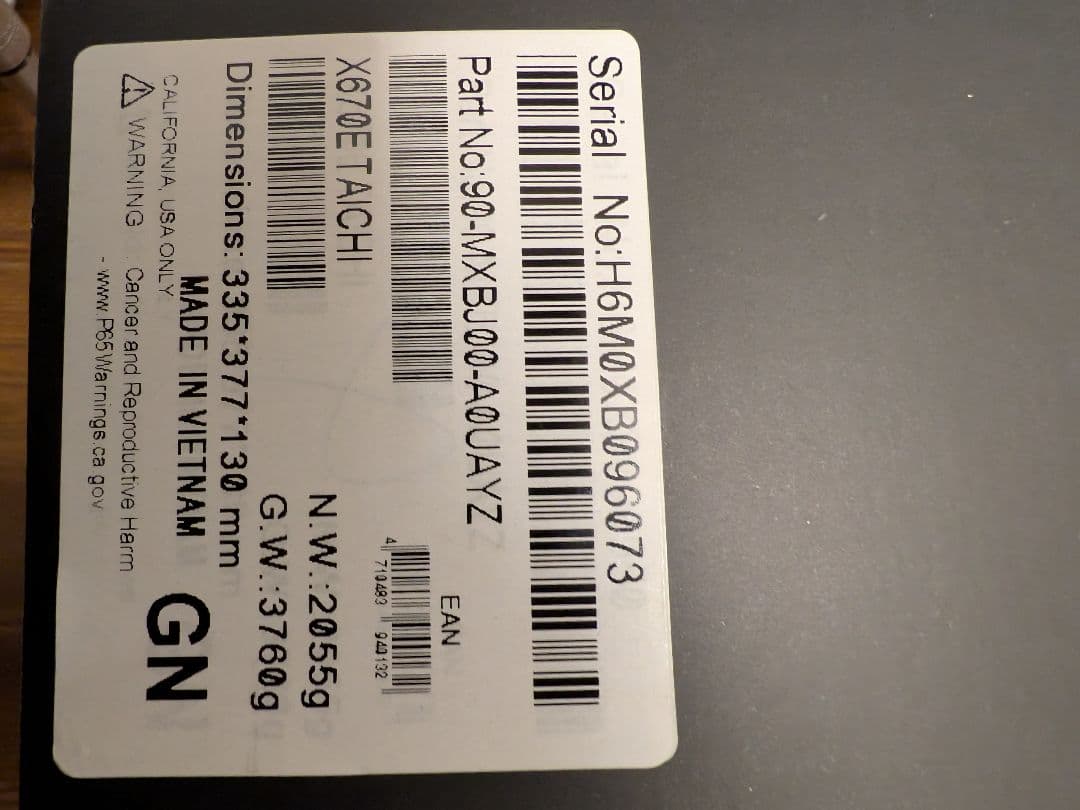 Serial No:H6M0XB096073
Part No:90-MXBJ00-A0UAYZ
EAN
4 710483 940132
X670E TAICHI
N.W.:2055g
G.W.:3760g
Dimensions: 335*377*130 mm
MADE IN VIETNAM
GN
CALIFORNIA, USA ONLY
⚠ WARNING Cancer and Reproductive Harm
- www.P65Warnings.ca.gov